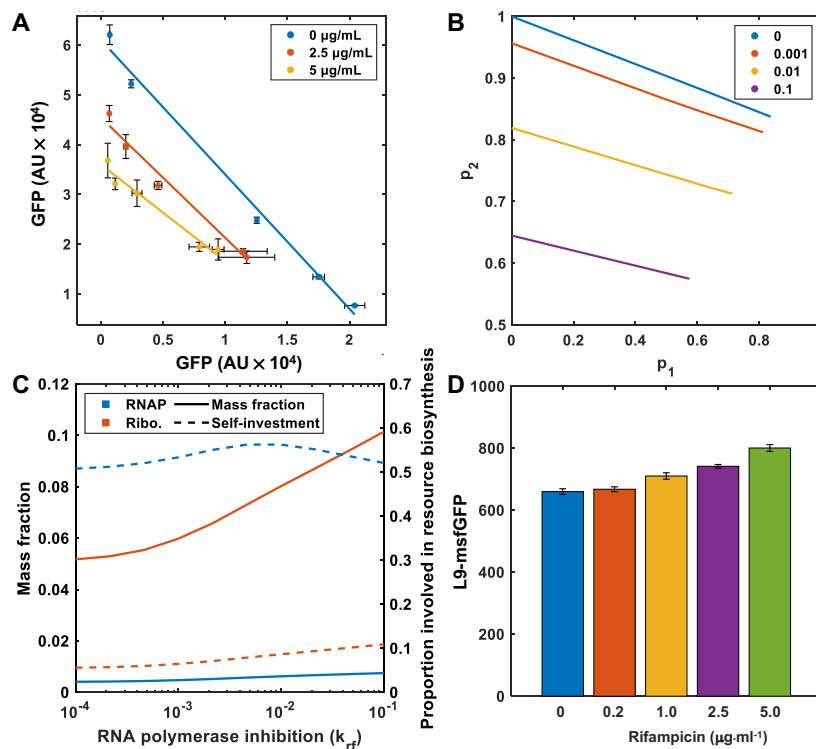 A
0 µg/mL
2.5 µg/mL
5 µg/mL
GFP (AU × 10⁴)
6
5
4
3
2
1
0
0.5
1
1.5
2
GFP (AU × 10⁴)
B
0
0.001
0.01
0.1
p₂
1
0.9
0.8
0.7
0.6
0.5
0
0.2
0.4
0.6
0.8
1
p₁
C
RNAP
Mass fraction
Ribo.
Self-investment
Mass fraction
0.12
0.1
0.08
0.06
0.04
0.02
0
0.7
0.6
0.5
0.4
0.3
0.2
0.1
0
Proportion involved in resource biosynthesis
10⁻⁴
10⁻³
10⁻²
10⁻¹
RNA polymerase inhibition (k_rf)
D
L9-msfGFP
1000
800
600
400
200
0
0
0.2
1.0
2.5
5.0
Rifampicin (µg·ml⁻¹)